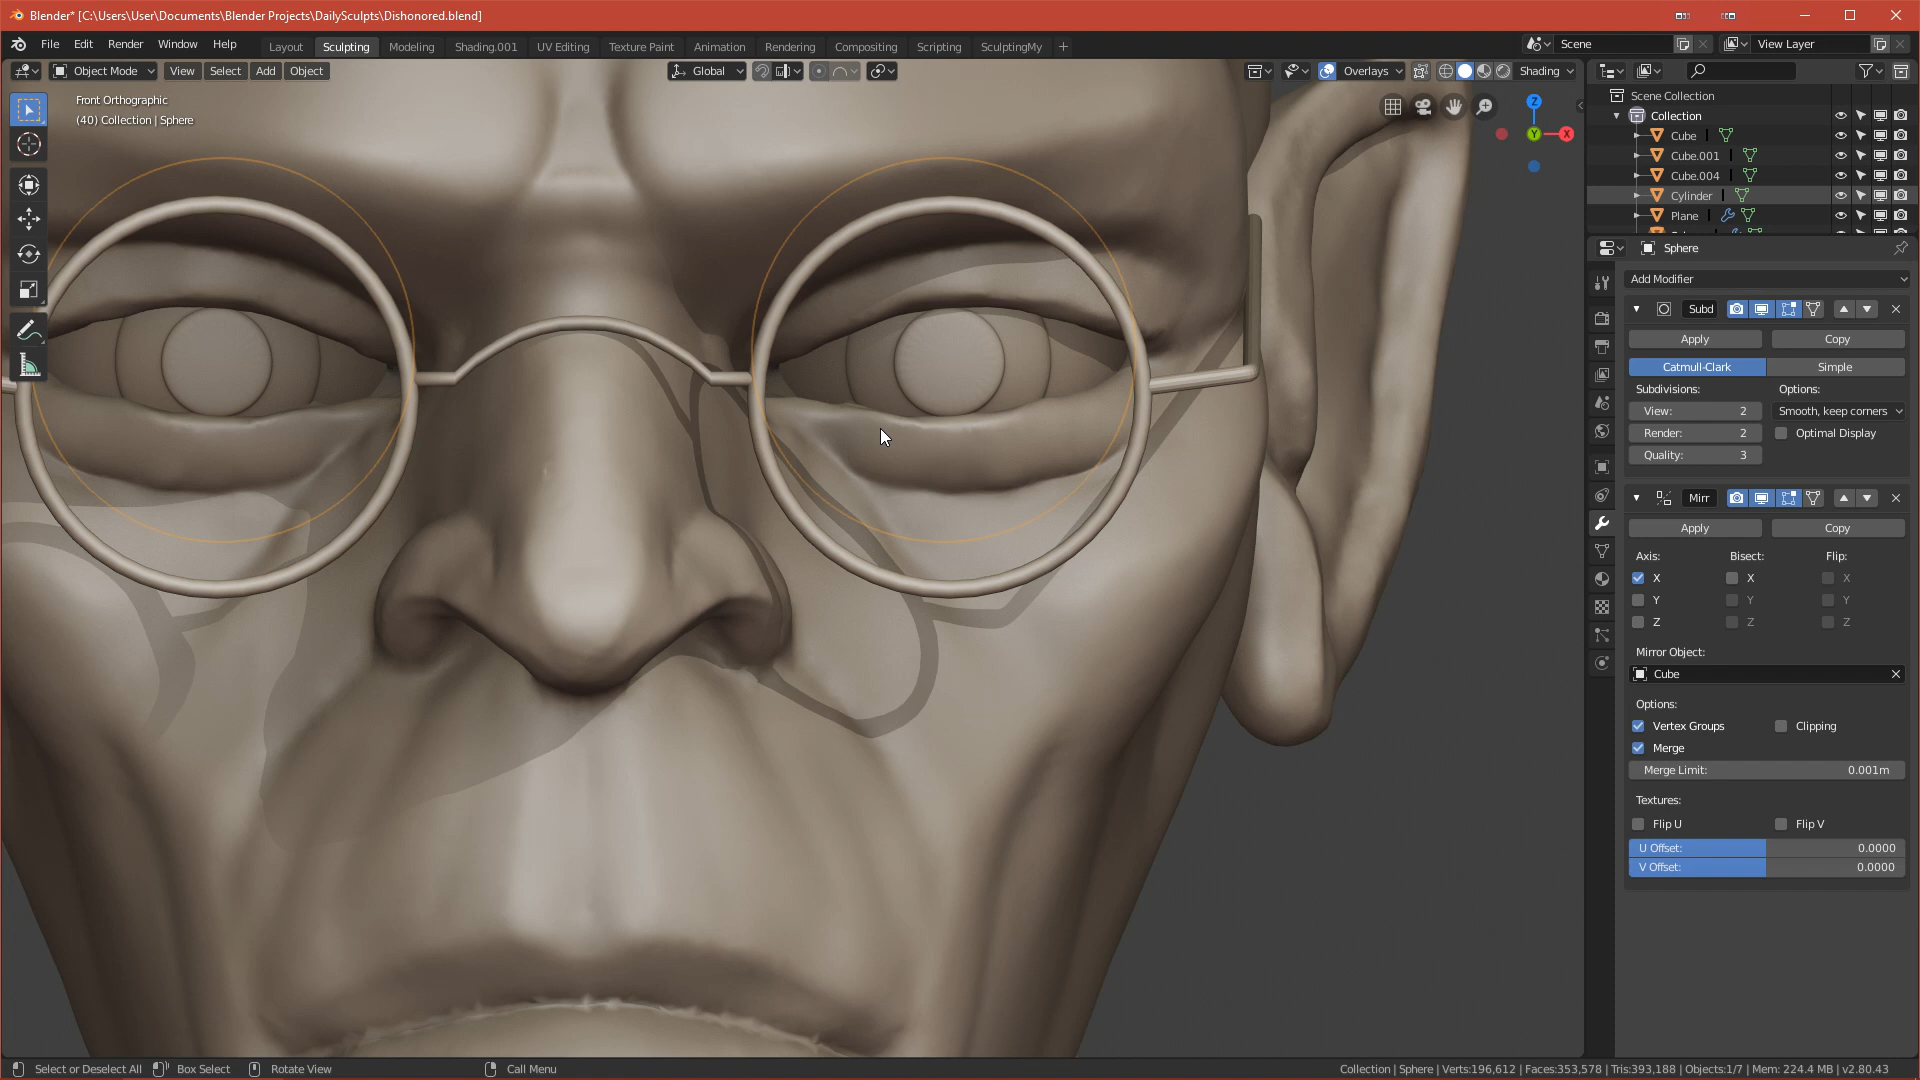 Blender* [C:\Users\User\Documents\Blender Projects\DailySculpts\Dishonored.blend]
File Edit Render Window Help
Layout Sculpting Modeling Shading.001 UV Editing Texture Paint Animation Rendering Compositing Scripting SculptingMy +
Scene
View Layer
Object Mode View Select Add Object
Global
Overlays
Shading
Front Orthographic
(40) Collection | Sphere
Z
Y
X
Scene Collection
Collection
Cube
Cube.001
Cube.004
Cylinder
Plane
Sphere
Add Modifier
Subd
Apply Copy
Catmull-Clark Simple
Subdivisions: Options:
View: 2 Smooth, keep corners
Render: 2 Optimal Display
Quality: 3
Mirr
Apply Copy
Axis: Bisect: Flip:
X X X
Y Y Y
Z Z Z
Mirror Object:
Cube
Options:
Vertex Groups Clipping
Merge
Merge Limit: 0.001m
Textures:
Flip U Flip V
U Offset: 0.0000
V Offset: 0.0000
Select or Deselect All Box Select Rotate View Call Menu
Collection | Sphere | Verts:196,612 | Faces:353,578 | Tris:393,188 | Objects:1/7 | Mem: 224.4 MB | v2.80.43